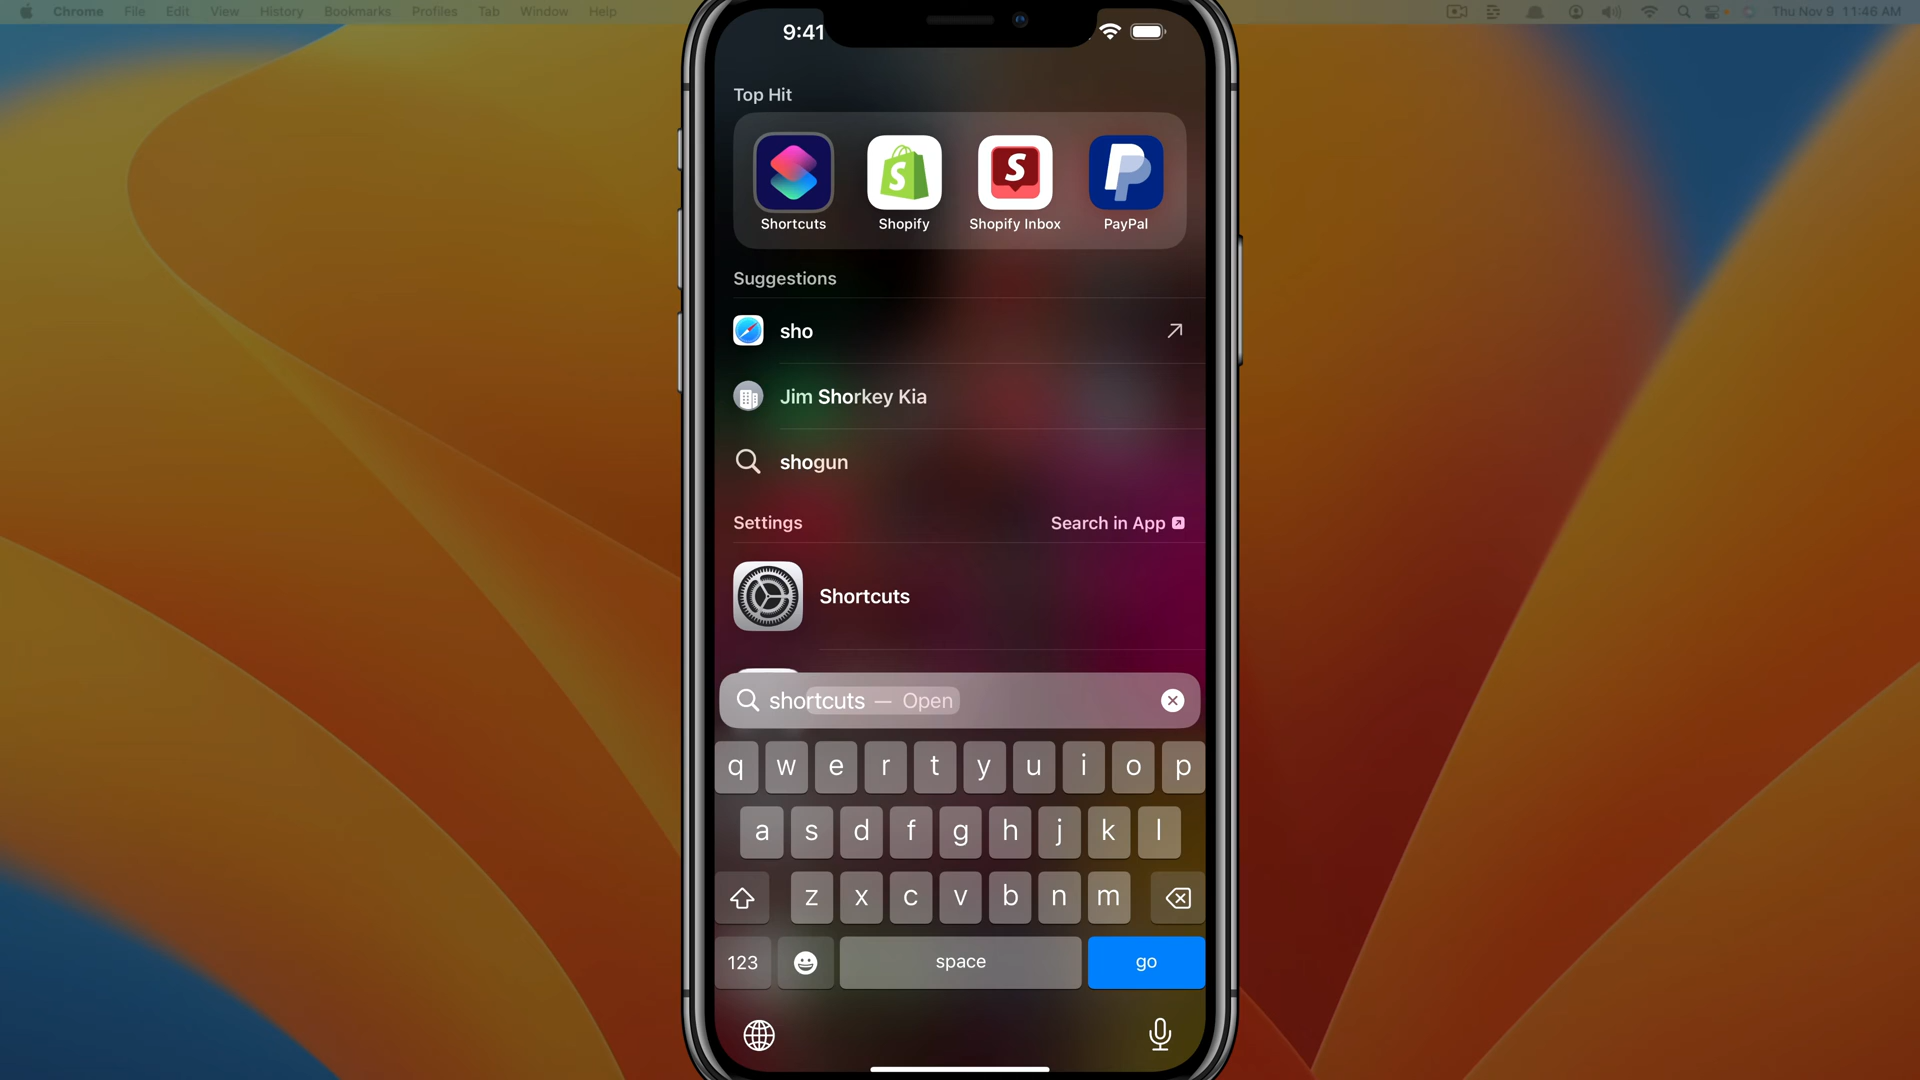 Chrome File Edit View History Bookmarks Profiles Tab Window Help
Thu Nov 9 11:46 AM
9:41
Top Hit
S
S
Shortcuts Shopify Shopify Inbox PayPal
Suggestions
sho
Jim Shorkey Kia
shogun
Settings Search in App
Shortcuts
shortcuts — Open
q w e r t y u i o p
a s d f g h j k l
z x c v b n m
123 space go